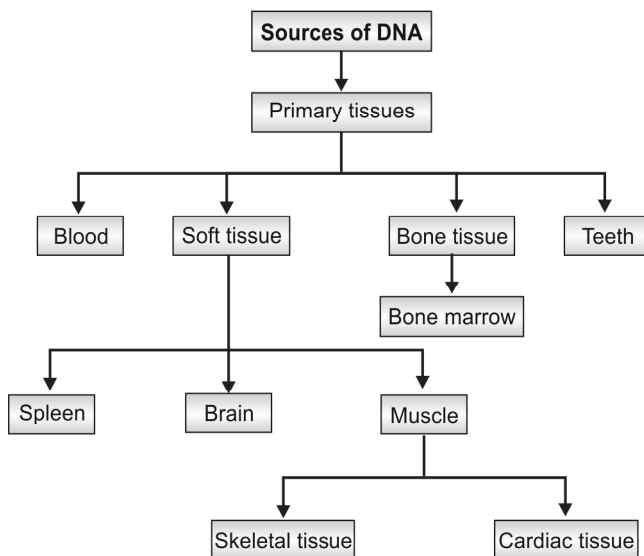 Sources of DNA
Primary tissues
Blood
Soft tissue
Bone tissue
Teeth
Bone marrow
Spleen
Brain
Muscle
Skeletal tissue
Cardiac tissue